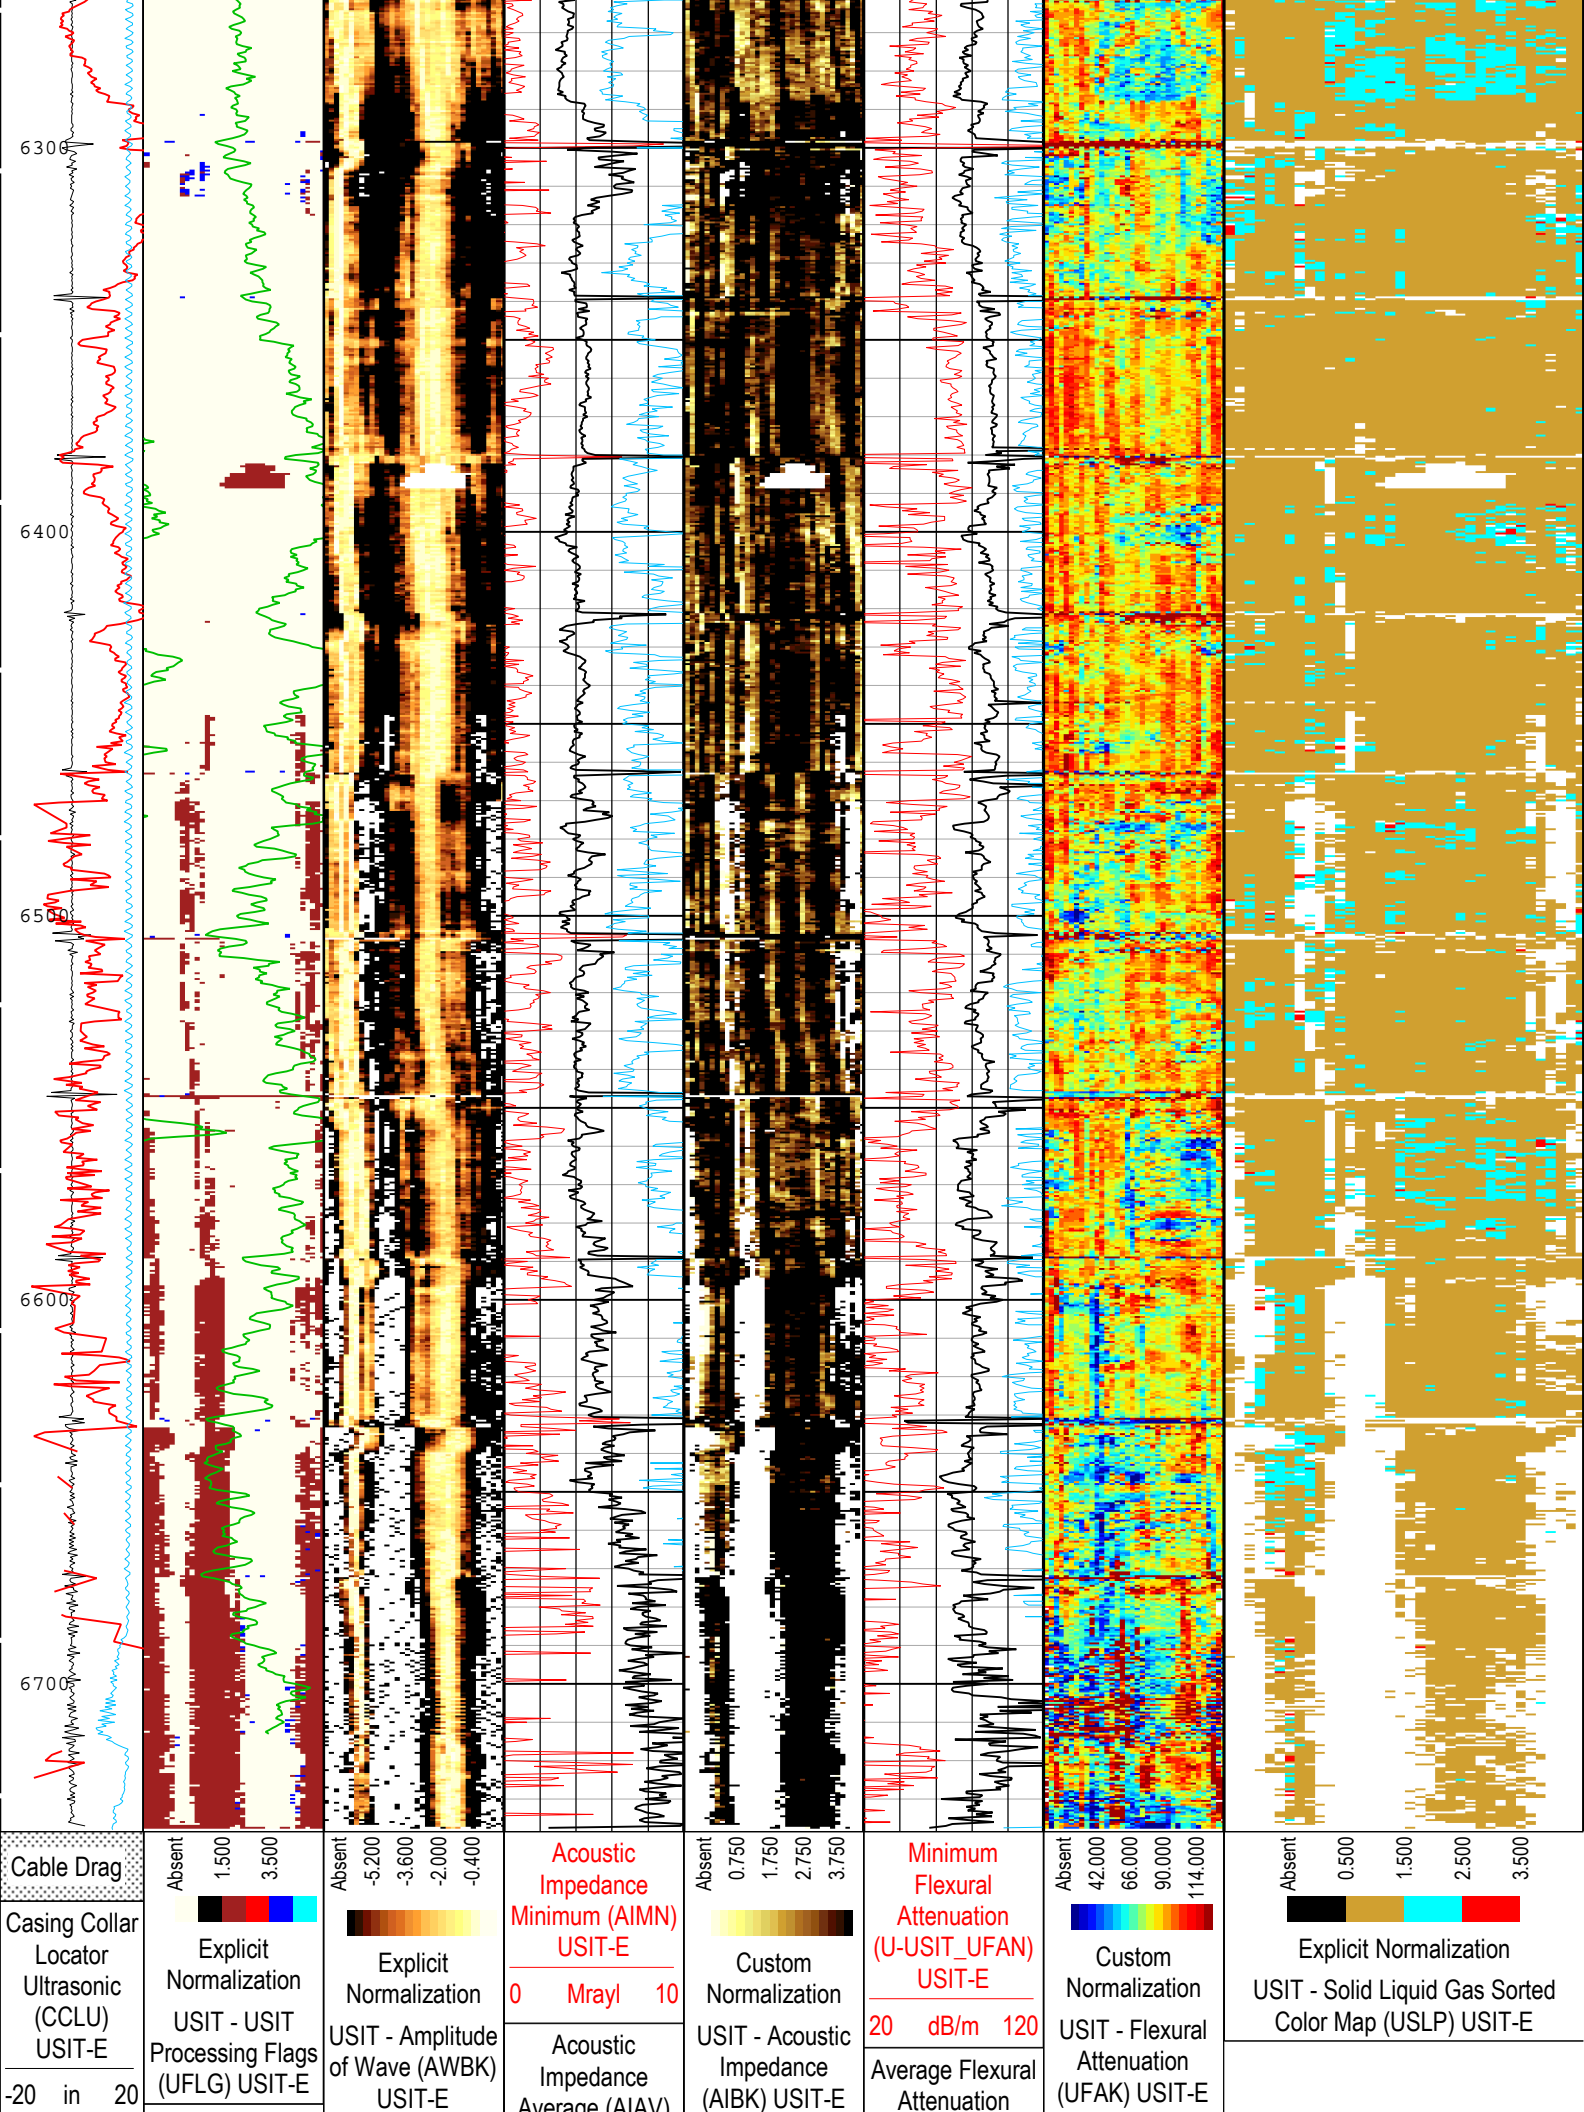 6300
6400
6500
6600
6700
Cable Drag
Casing Collar
Locator
Ultrasonic
(CCLU)
USIT-E
-20 in 20
Absent 1.500 3.500
Explicit
Normalization
USIT - USIT
Processing Flags
(UFLG) USIT-E
Absent -5.200 -3.600 -2.000 -0.400
Explicit
Normalization
USIT - Amplitude
of Wave (AWBK)
USIT-E
Acoustic
Impedance
Minimum (AIMN)
USIT-E
0 Mrayl 10
Acoustic
Impedance
Average (AIAV)
Absent 0.750 1.750 2.750 3.750
Custom
Normalization
USIT - Acoustic
Impedance
(AIBK) USIT-E
Minimum
Flexural
Attenuation
(U-USIT_UFAN)
USIT-E
20 dB/m 120
Average Flexural
Attenuation
Absent 42.000 66.000 90.000 114.000
Custom
Normalization
USIT - Flexural
Attenuation
(UFAK) USIT-E
Absent 0.500 1.500 2.500 3.500
Explicit Normalization
USIT - Solid Liquid Gas Sorted
Color Map (USLP) USIT-E